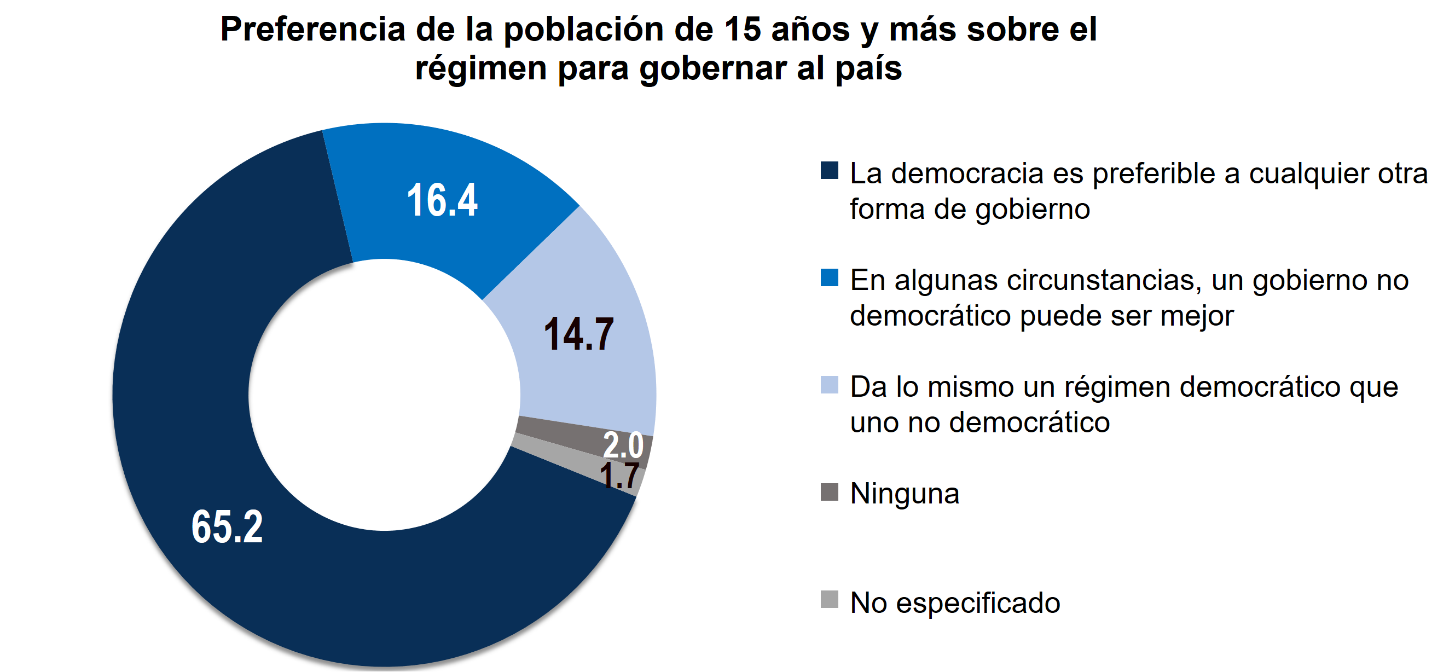 Preferencia de la población de 15 años y más sobre el
régimen para gobernar al país
16.4
14.7
2.0
1.7
65.2
La democracia es preferible a cualquier otra
forma de gobierno
En algunas circunstancias, un gobierno no
democrático puede ser mejor
Da lo mismo un régimen democrático que
uno no democrático
Ninguna
No especificado